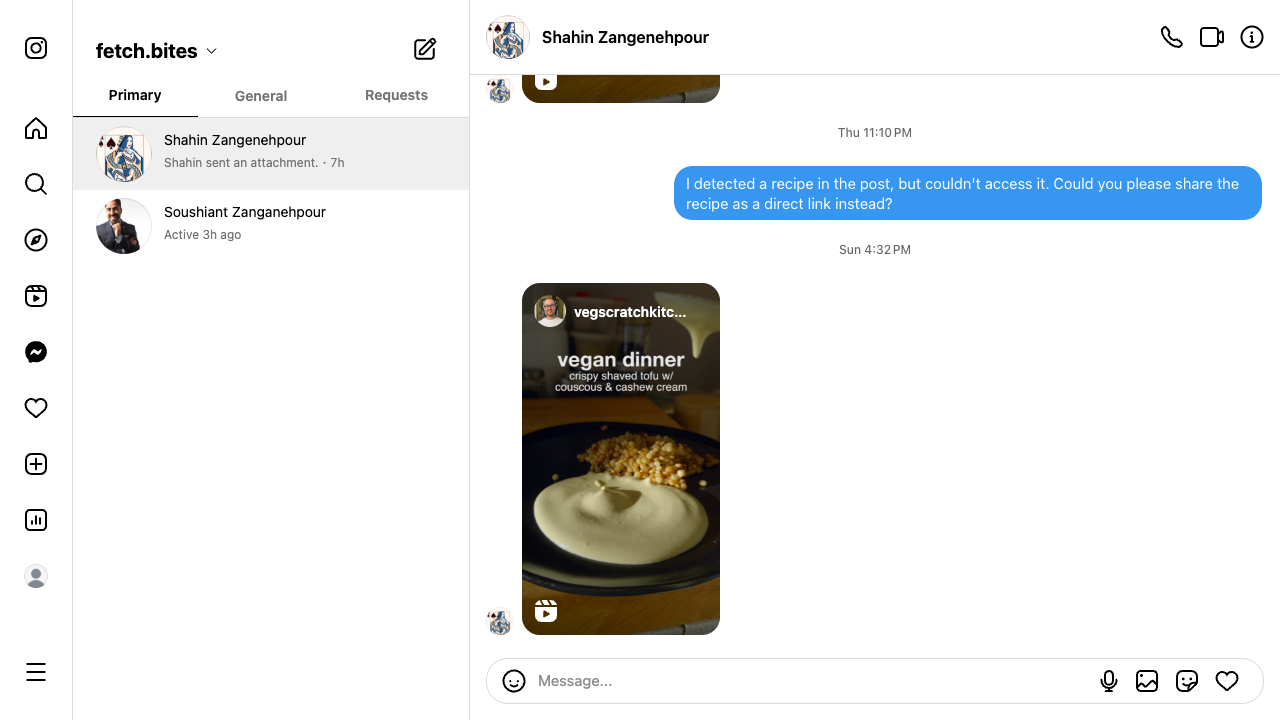 fetch.bites
Primary
General
Requests
Shahin Zangenehpour
Shahin sent an attachment. · 7h
Soushiant Zanganehpour
Active 3h ago
Shahin Zangenehpour
Thu 11:10 PM
I detected a recipe in the post, but couldn't access it. Could you please share the
recipe as a direct link instead?
Sun 4:32 PM
vegscratchkitc...
vegan dinner
crispy shaved tofu w/
couscous & cashew cream
Message...